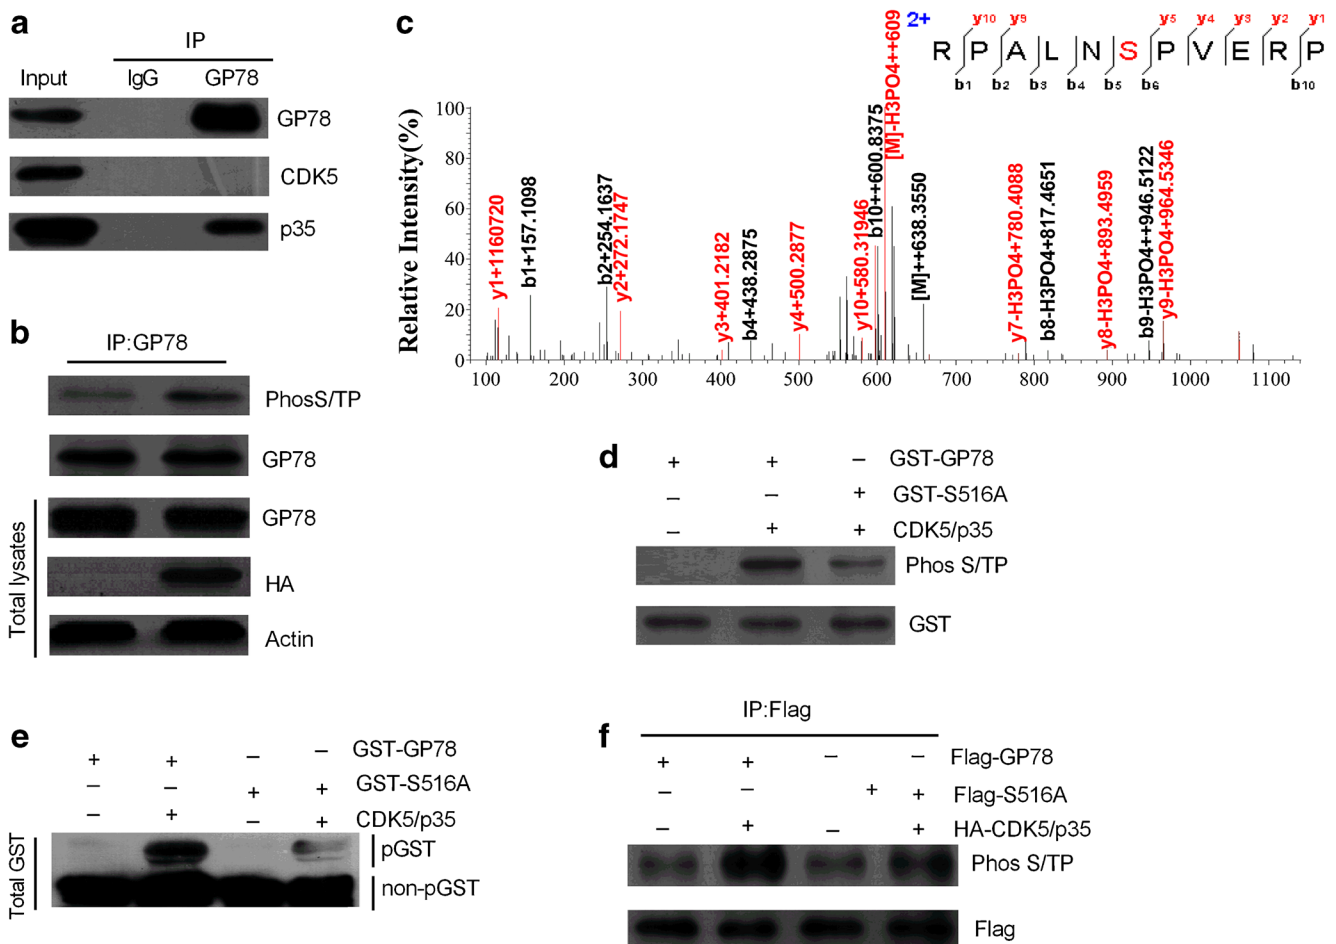 a
IP
Input IgG GP78
GP78
CDK5
p35
b
IP:GP78
PhosS/TP
GP78
GP78
HA
Actin
Total lysates
c
2+
y10 y9 y5 y4 y3 y2 y1
R P A L N S P V E R P
b1 b2 b3 b4 b5 b6 b10
Relative Intensity(%)
100
80
60
40
20
0
100 200 300 400 500 600 700 800 900 1000 1100
y1+1160720
b1+157.1098
b2+254.1637
y2+272.1747
y3+401.2182
b4+438.2875
y4+500.2877
y10+580.31946
b10++600.8375
[M]-H3PO4++609
[M]++638.3550
y7-H3PO4+780.4088
b8-H3PO4+817.4651
y8-H3PO4+893.4959
b9-H3PO4++946.5122
y9-H3PO4+964.5346
d
+ + – GST-GP78
– – + GST-S516A
– + + CDK5/p35
Phos S/TP
GST
e
+ + – – GST-GP78
– – + + GST-S516A
– + – + CDK5/p35
Total GST
pGST
non-pGST
f
IP:Flag
+ + – – Flag-GP78
– – + + Flag-S516A
– + – + HA-CDK5/p35
Phos S/TP
Flag